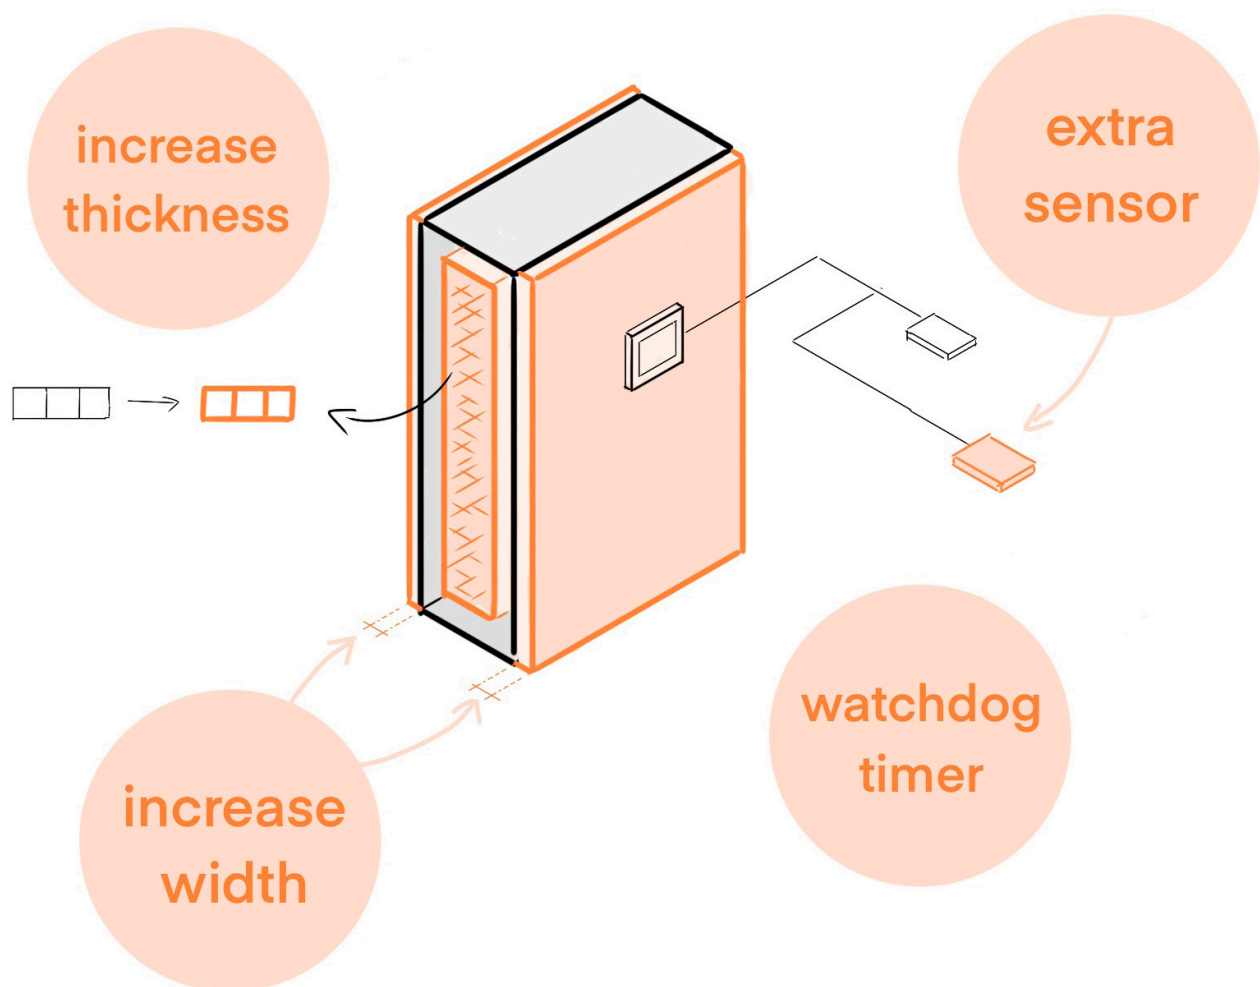 increase
thickness
extra
sensor
increase
width
watchdog
timer